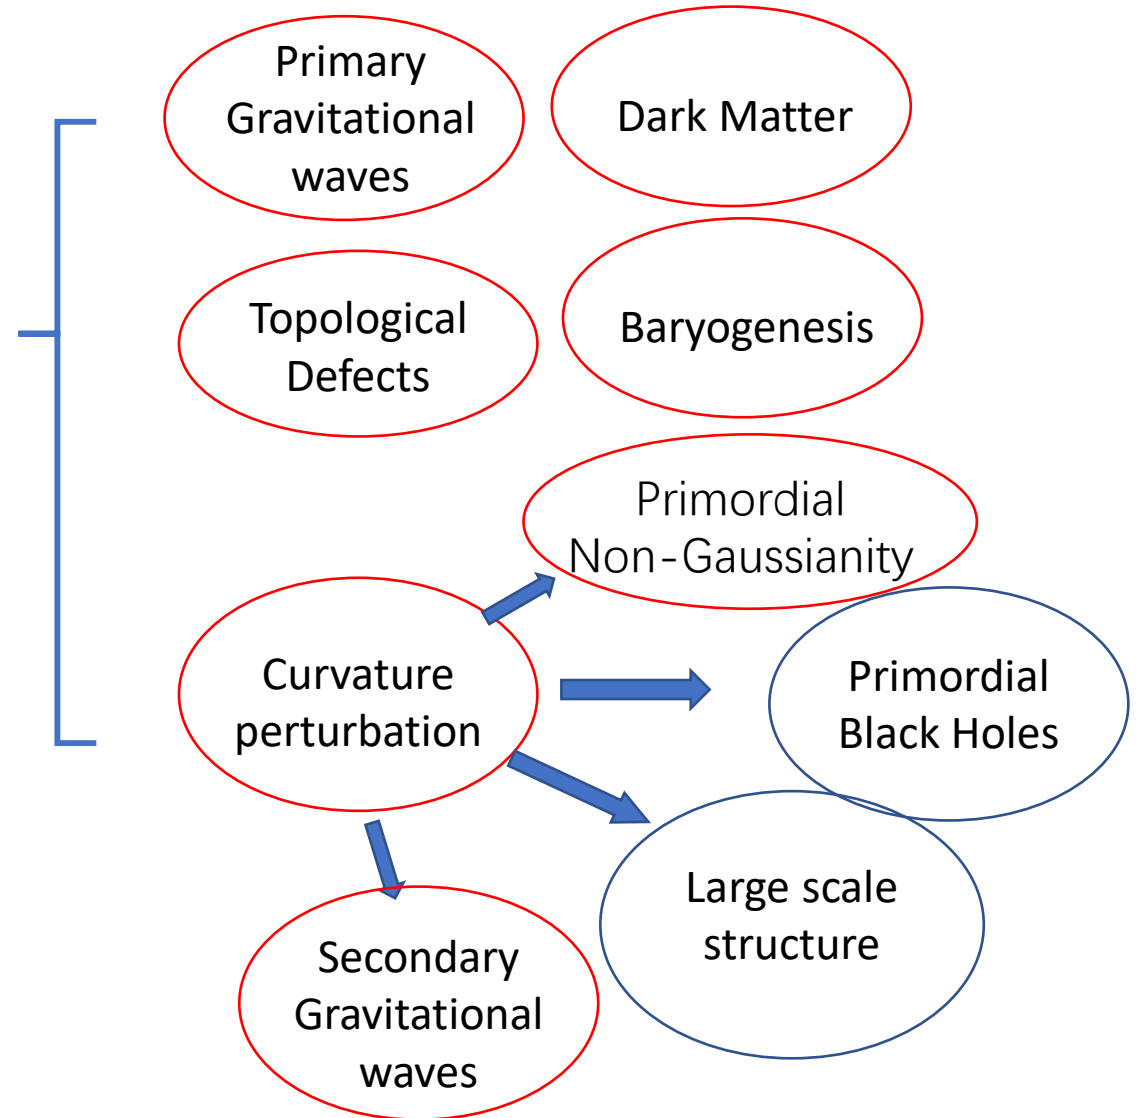 Primary
Gravitational
waves
Dark Matter
Topological
Defects
Baryogenesis
Primordial
Non-Gaussianity
Curvature
perturbation
Primordial
Black Holes
Large scale
structure
Secondary
Gravitational
waves